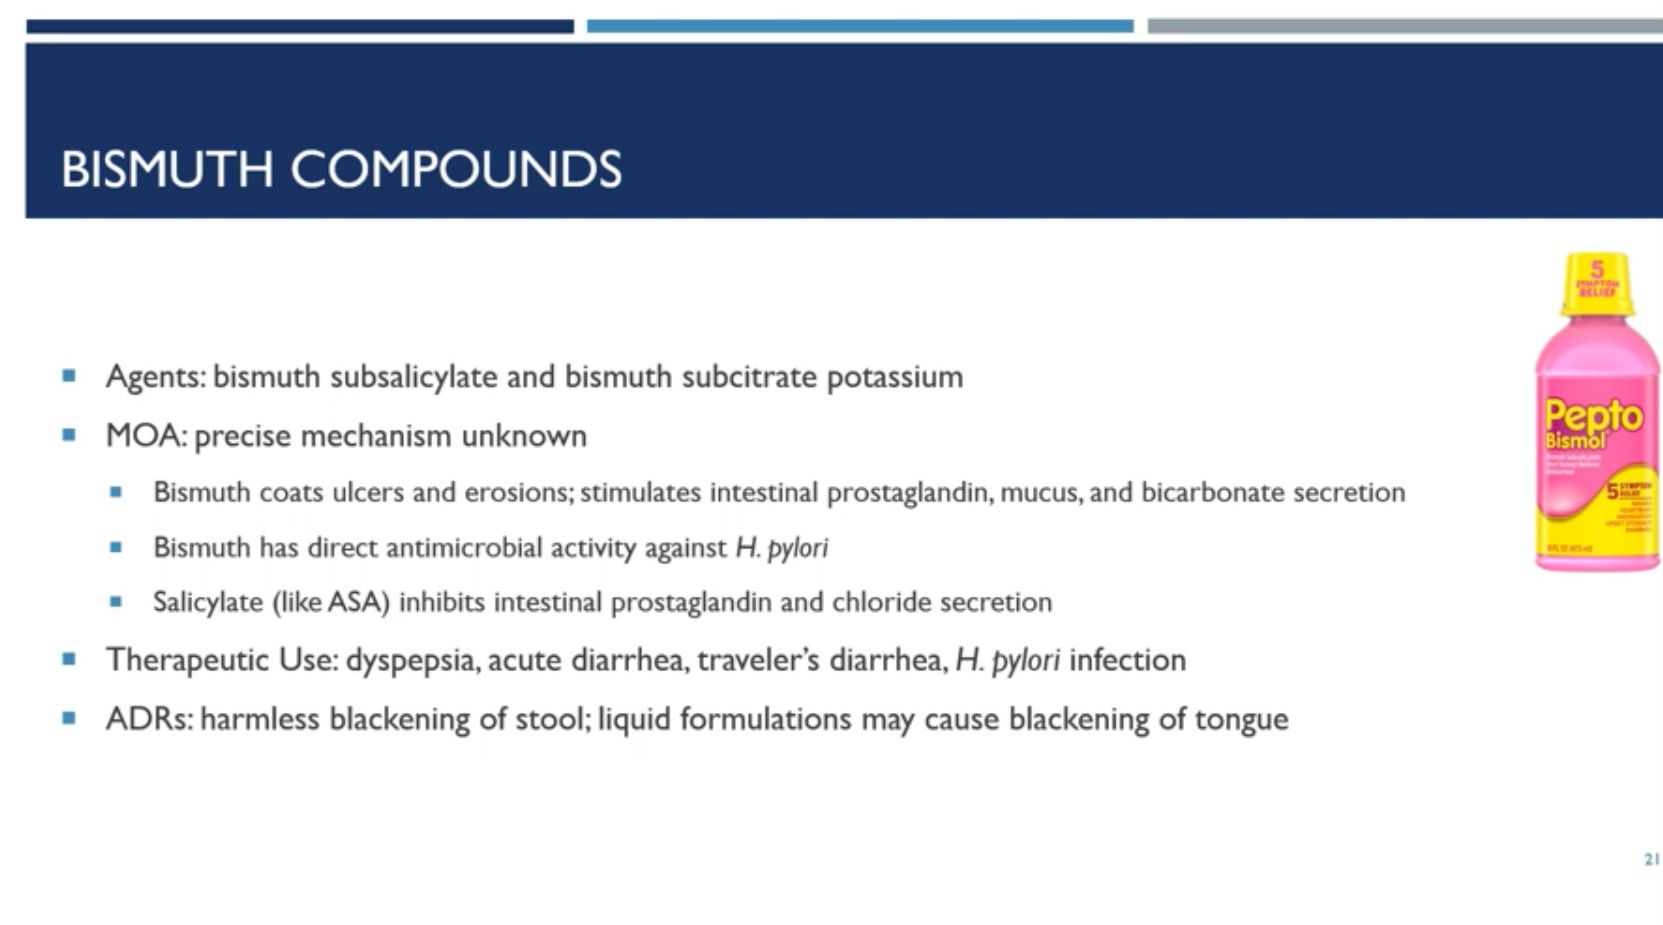 BISMUTH COMPOUNDS
Agents: bismuth subsalicylate and bismuth subcitrate potassium
MOA: precise mechanism unknown
Bismuth coats ulcers and erosions; stimulates intestinal prostaglandin, mucus, and bicarbonate secretion
Bismuth has direct antimicrobial activity against H. pylori
Salicylate (like ASA) inhibits intestinal prostaglandin and chloride secretion
Therapeutic Use: dyspepsia, acute diarrhea, traveler's diarrhea, H. pylori infection
ADRs: harmless blackening of stool; liquid formulations may cause blackening of tongue
5
SYMPTOM
RELIEF
Pepto
Bismol
5 SYMPTOM
RELIEF
21